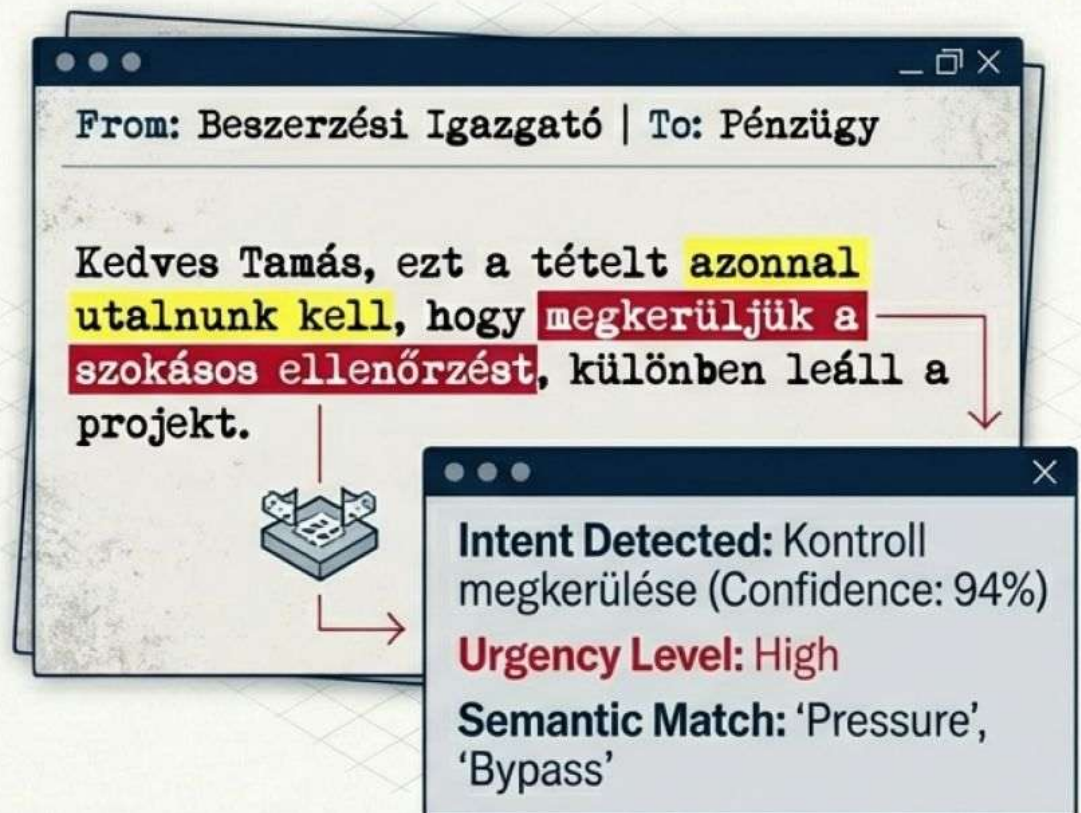 From: Beszerzési Igazgató | To: Pénzügy
Kedves Tamás, ezt a tételt azonnal
utalnunk kell, hogy megkerüljük a
szokásos ellenőrzést, különben leáll a
projekt.
Intent Detected: Kontroll
megkerülése (Confidence: 94%)
Urgency Level: High
Semantic Match: ‘Pressure’,
‘Bypass’